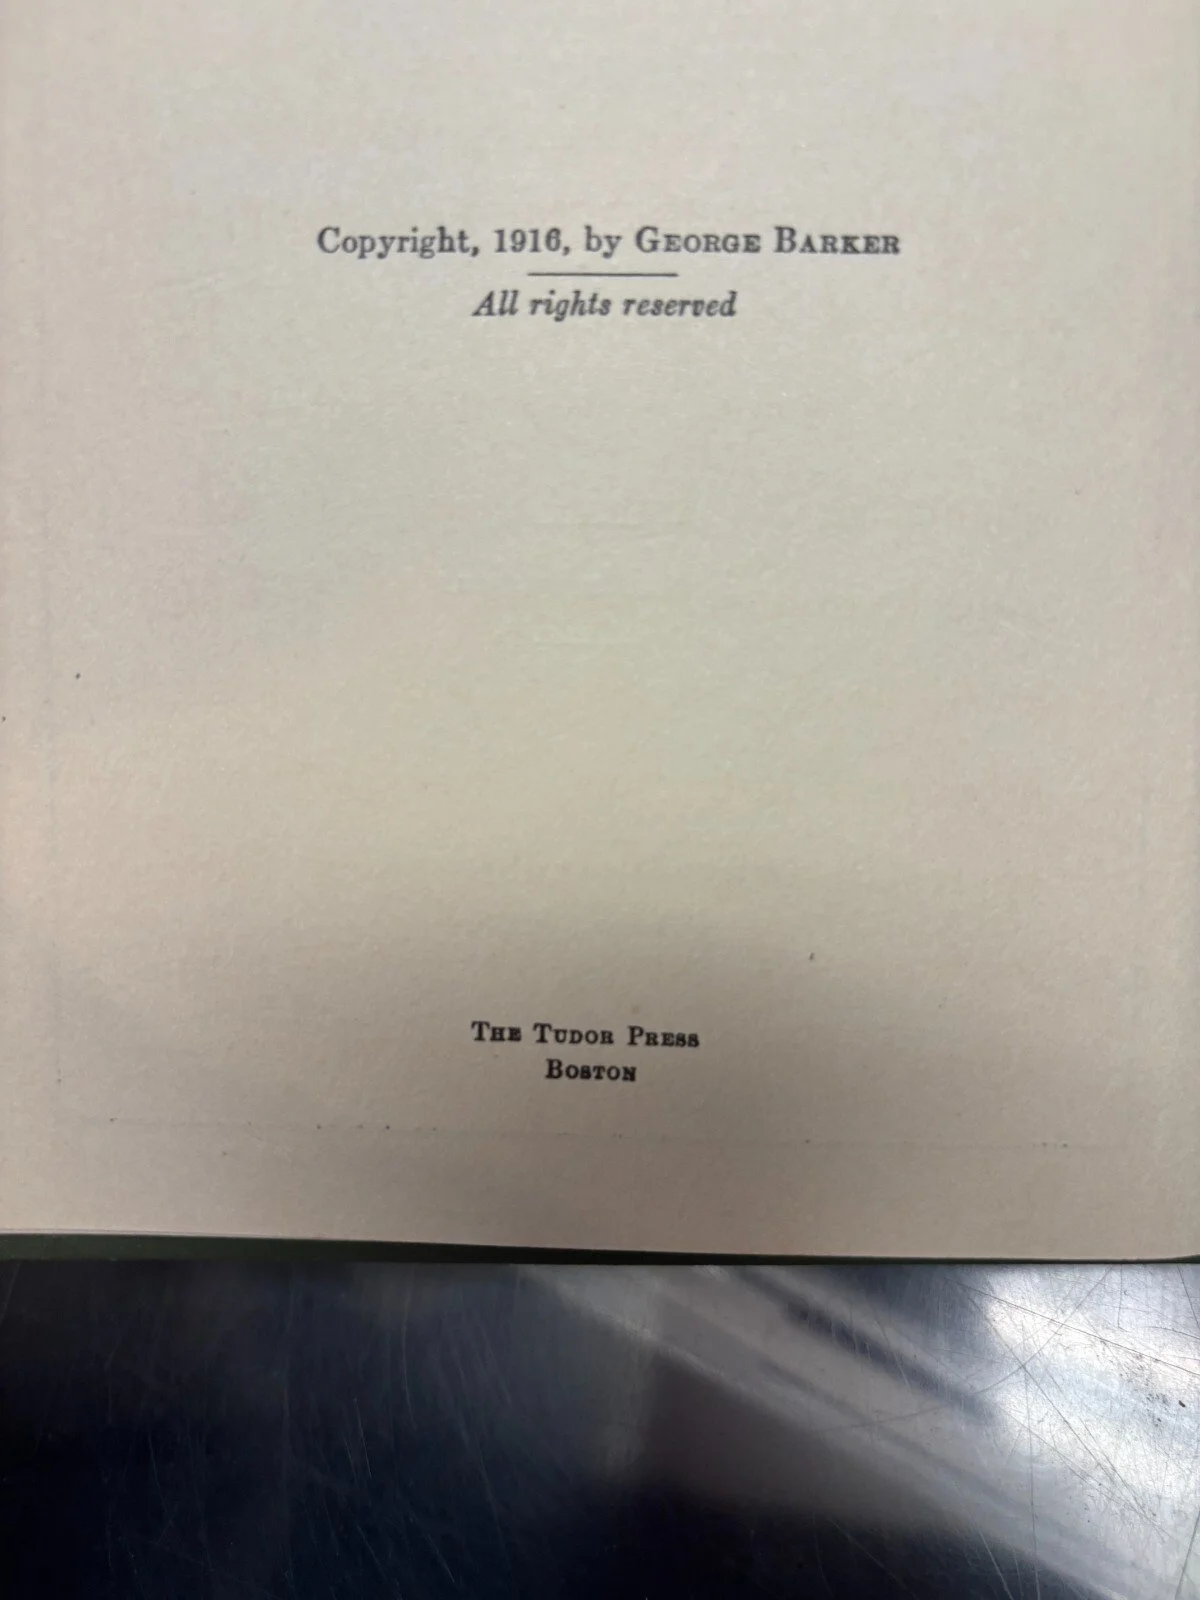 Copyright, 1916, by GEORGE BARKER
All rights reserved
THE TUDOR PRESS
BOSTON